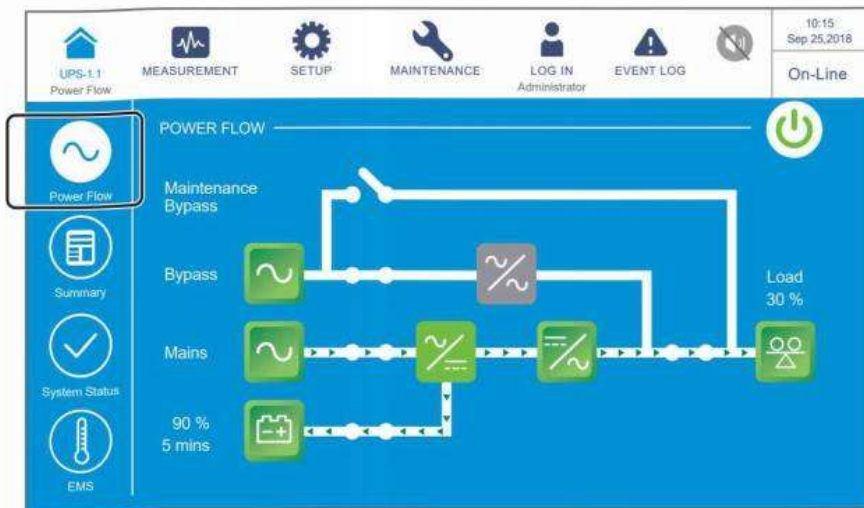 UPS-1.1
Power Flow
MEASUREMENT
SETUP
MAINTENANCE
LOG IN
Administrator
EVENT LOG
10:15
Sep 25,2018
On-Line
Power Flow
Summary
System Status
EMS
POWER FLOW
Maintenance
Bypass
Bypass
Mains
90 %
5 mins
Load
30 %